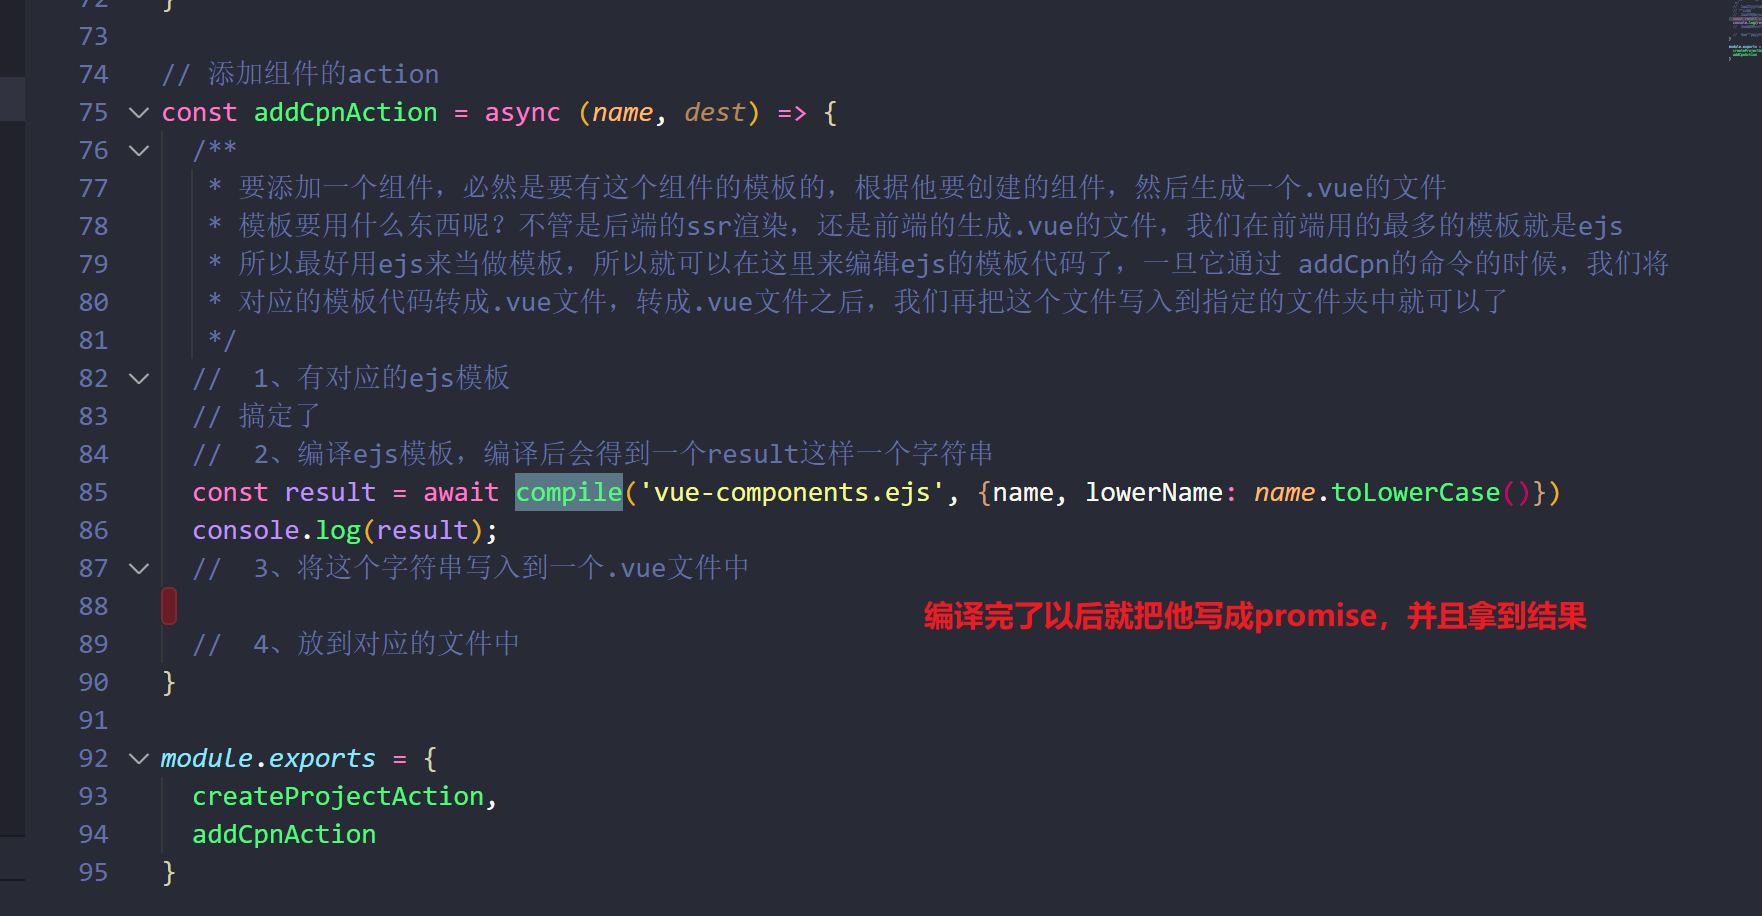 72 }
73
74 // 添加组件的action
75 const addCpnAction = async (name, dest) => {
76 /**
77 * 要添加一个组件，必然是要有这个组件的模板的，根据他要创建的组件，然后生成一个.vue的文件
78 * 模板要用什么东西呢？不管是后端的ssr渲染，还是前端的生成.vue的文件，我们在前端用的最多的模板就是ejs
79 * 所以最好用ejs来当做模板，所以就可以在这里来编辑ejs的模板代码了，一旦它通过 addCpn的命令的时候，我们将
80 * 对应的模板代码转成.vue文件，转成.vue文件之后，我们再把这个文件写入到指定的文件夹中就可以了
81 */
82 // 1、有对应的ejs模板
83 // 搞定了
84 // 2、编译ejs模板，编译后会得到一个result这样一个字符串
85 const result = await compile('vue-components.ejs', {name, lowerName: name.toLowerCase()})
86 console.log(result);
87 // 3、将这个字符串写入到一个.vue文件中
88
编译完了以后就把他写成promise，并且拿到结果
89 // 4、放到对应的文件中
90 }
91
92 module.exports = {
93 createProjectAction,
94 addCpnAction
95 }